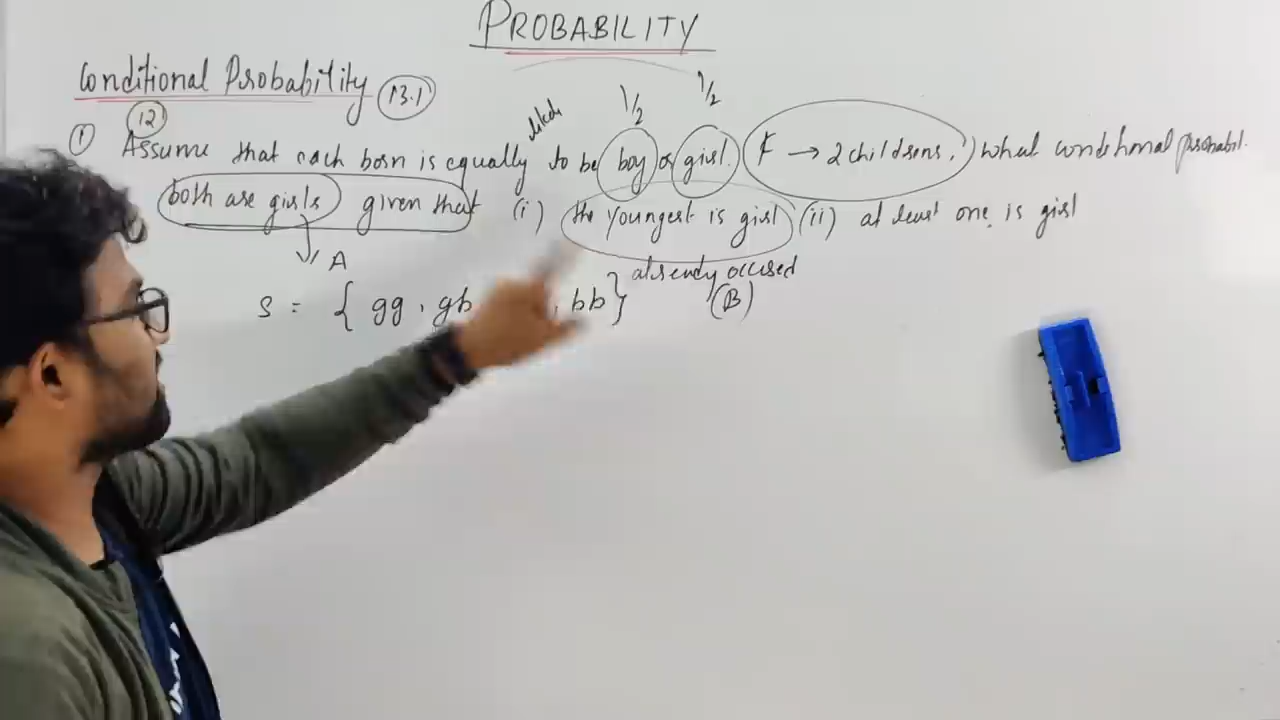 PROBABILITY
Conditional Probability 13.1
12
1/2 1/2
① Assume that each born is equally likely to be boy or girl. F → 2 childrens.) what conditional probabil.
both are girls given that (i) the youngest is girl (ii) at least one is girl
A already occured
S = { gg, gb , bb} (B)